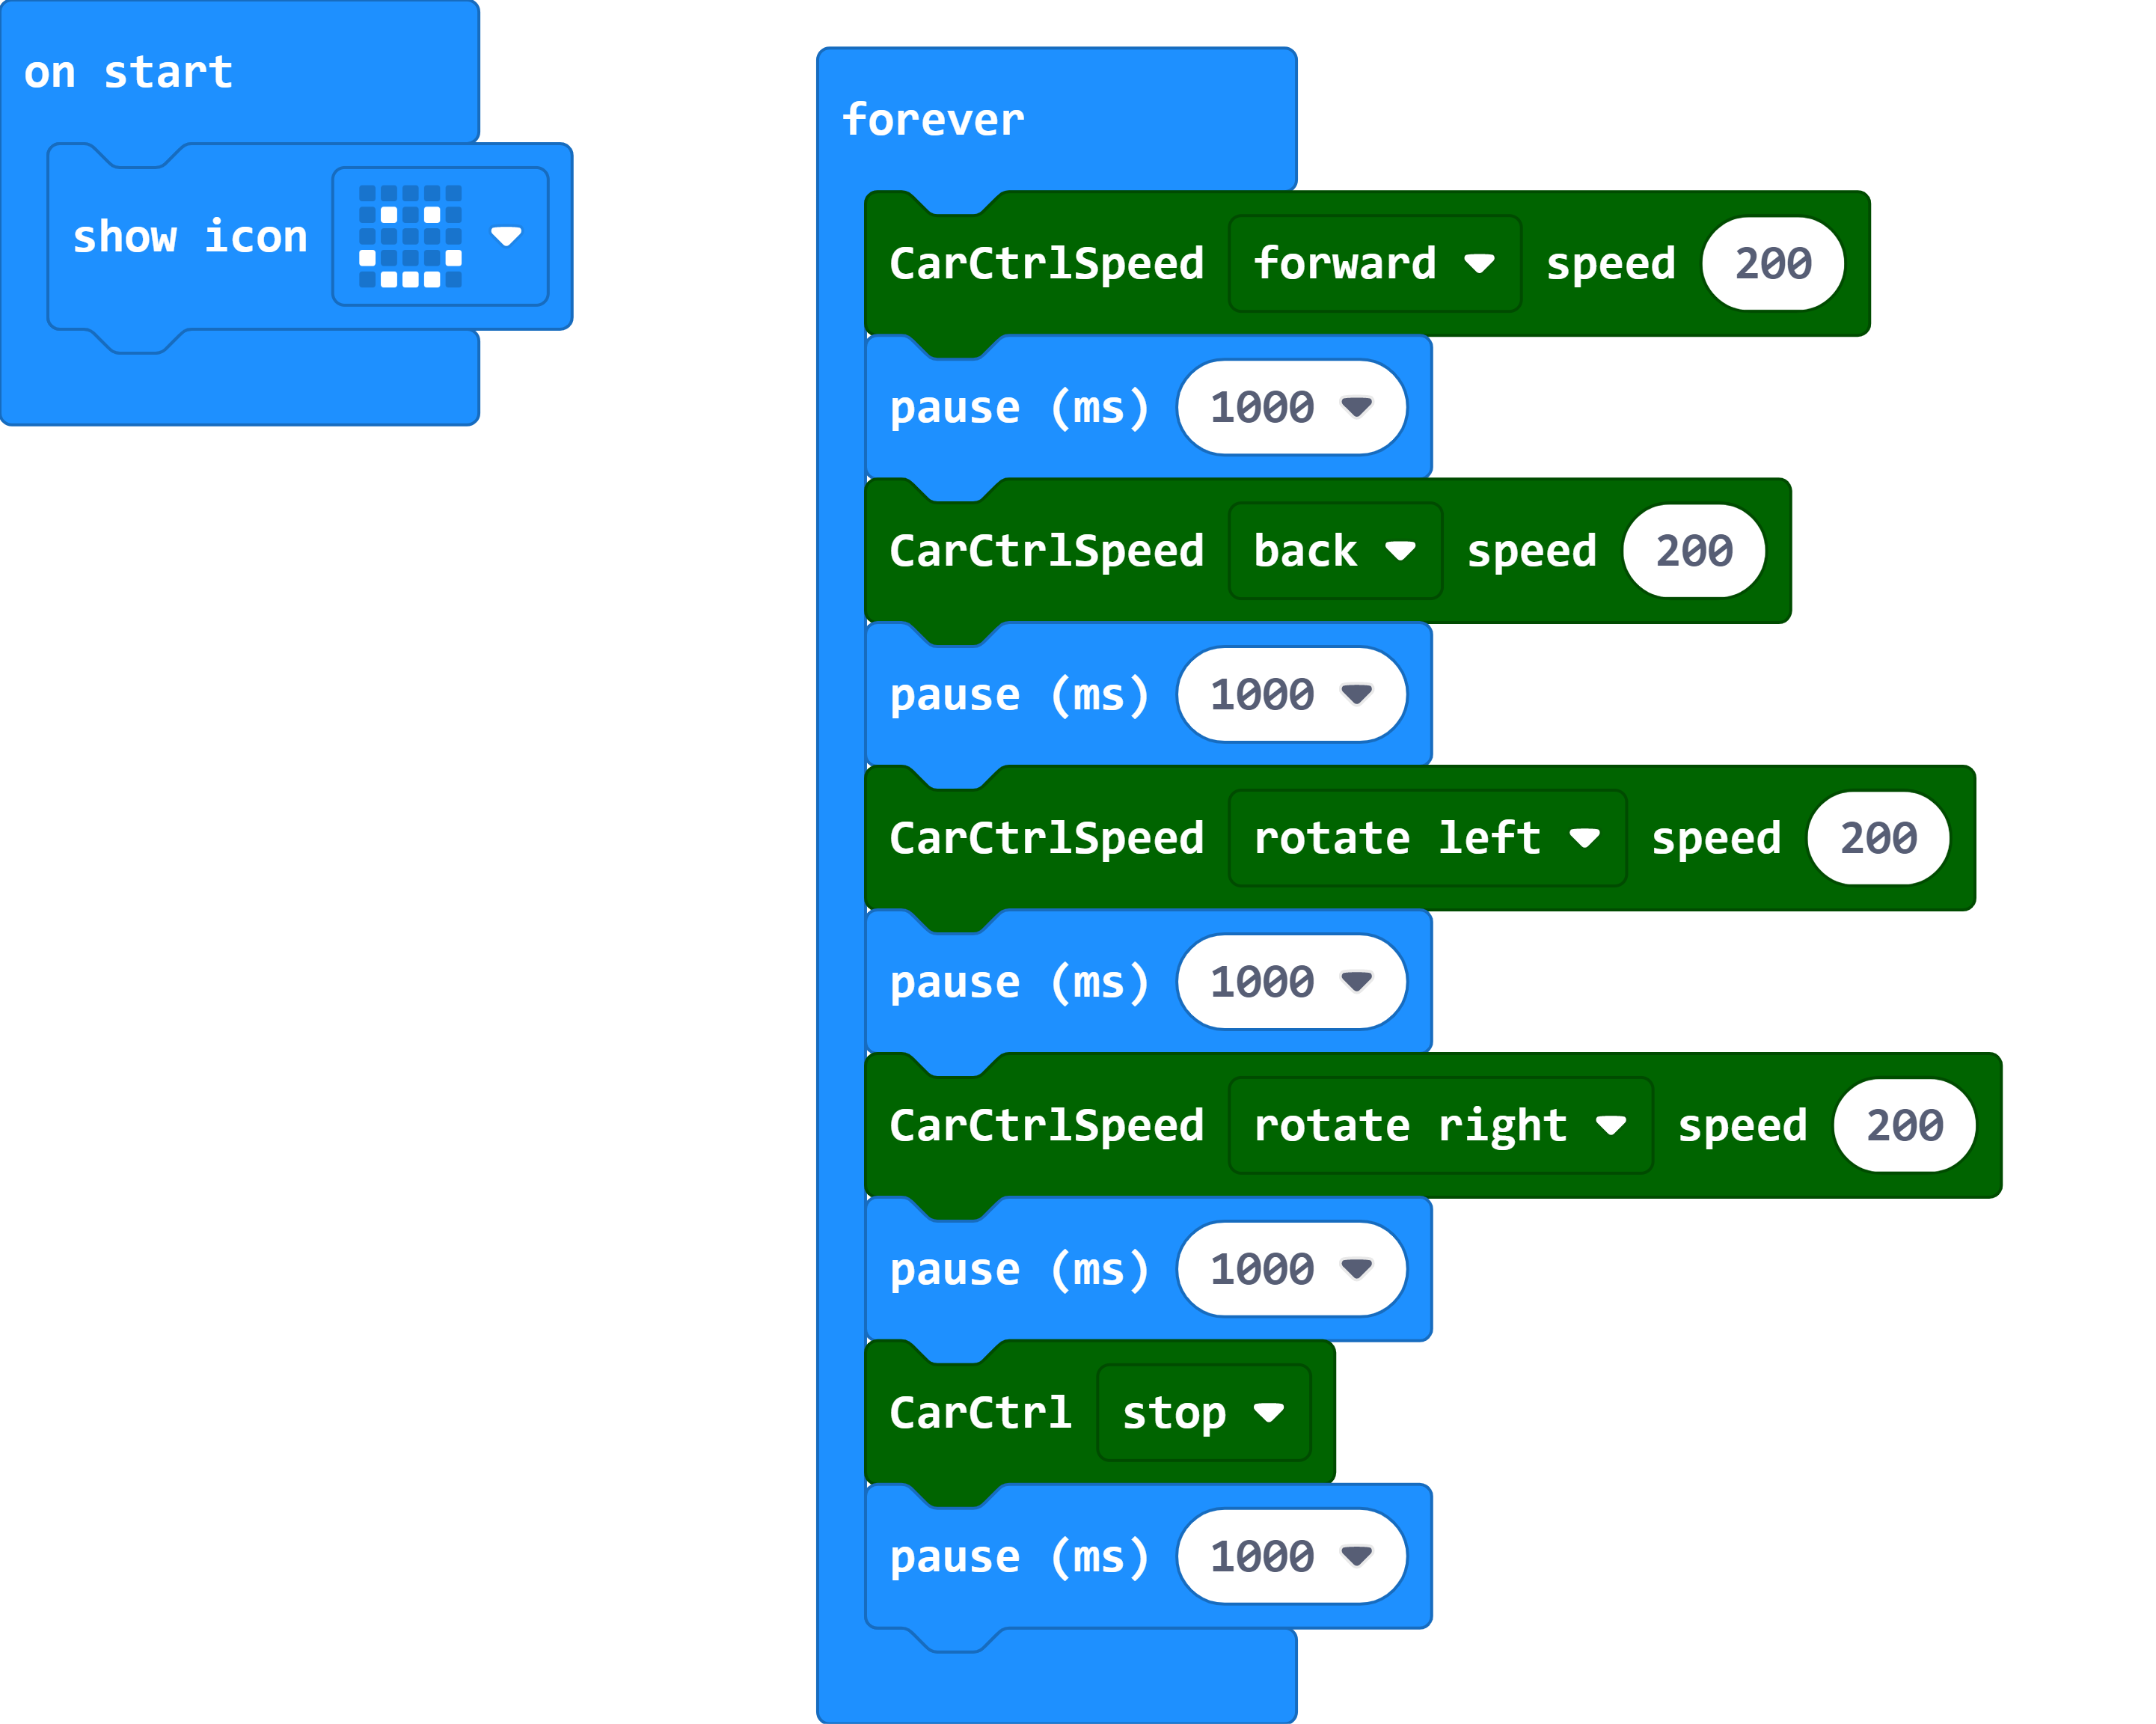 on start
show icon
forever
CarCtrlSpeed forward speed 200
pause (ms) 1000
CarCtrlSpeed back speed 200
pause (ms) 1000
CarCtrlSpeed rotate left speed 200
pause (ms) 1000
CarCtrlSpeed rotate right speed 200
pause (ms) 1000
CarCtrl stop
pause (ms) 1000